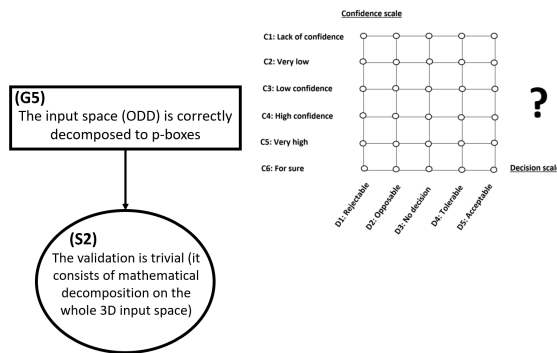 Confidence scale
C1: Lack of confidence
C2: Very low
C3: Low confidence
C4: High confidence
C5: Very high
C6: For sure
D1: Rejectable
D2: Opposable
D3: No decision
D4: Tolerable
D5: Acceptable
Decision scal
?
(G5)
The input space (ODD) is correctly
decomposed to p-boxes
(S2)
The validation is trivial (it
consists of mathematical
decomposition on the
whole 3D input space)